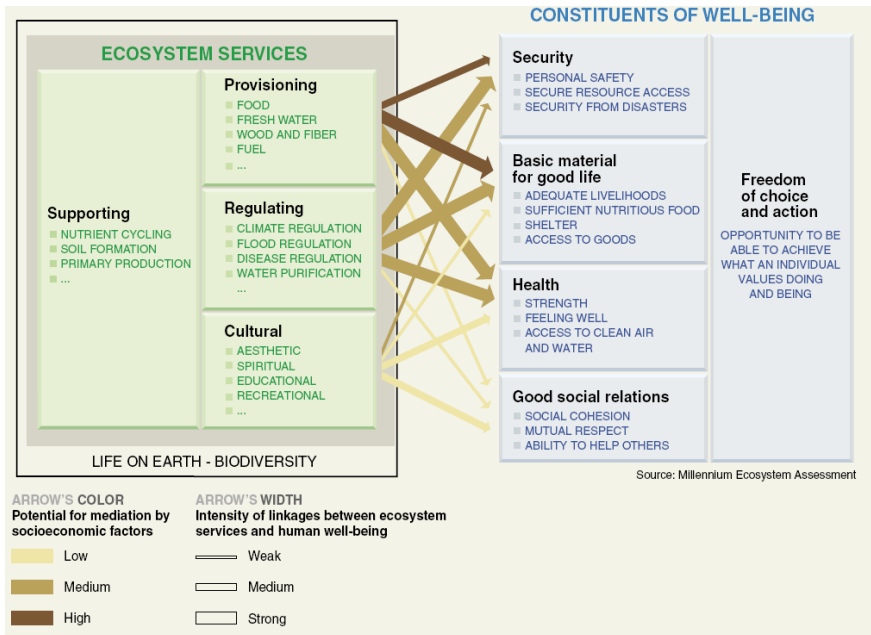 CONSTITUENTS OF WELL-BEING
ECOSYSTEM SERVICES
Supporting
NUTRIENT CYCLING
SOIL FORMATION
PRIMARY PRODUCTION
...
Provisioning
FOOD
FRESH WATER
WOOD AND FIBER
FUEL
...
Regulating
CLIMATE REGULATION
FLOOD REGULATION
DISEASE REGULATION
WATER PURIFICATION
...
Cultural
AESTHETIC
SPIRITUAL
EDUCATIONAL
RECREATIONAL
...
LIFE ON EARTH - BIODIVERSITY
Security
PERSONAL SAFETY
SECURE RESOURCE ACCESS
SECURITY FROM DISASTERS
Basic material
for good life
ADEQUATE LIVELIHOODS
SUFFICIENT NUTRITIOUS FOOD
SHELTER
ACCESS TO GOODS
Health
STRENGTH
FEELING WELL
ACCESS TO CLEAN AIR
AND WATER
Good social relations
SOCIAL COHESION
MUTUAL RESPECT
ABILITY TO HELP OTHERS
Freedom
of choice
and action
OPPORTUNITY TO BE
ABLE TO ACHIEVE
WHAT AN INDIVIDUAL
VALUES DOING
AND BEING
Source: Millennium Ecosystem Assessment
ARROW'S COLOR
Potential for mediation by
socioeconomic factors
Low
Medium
High
ARROW'S WIDTH
Intensity of linkages between ecosystem
services and human well-being
Weak
Medium
Strong